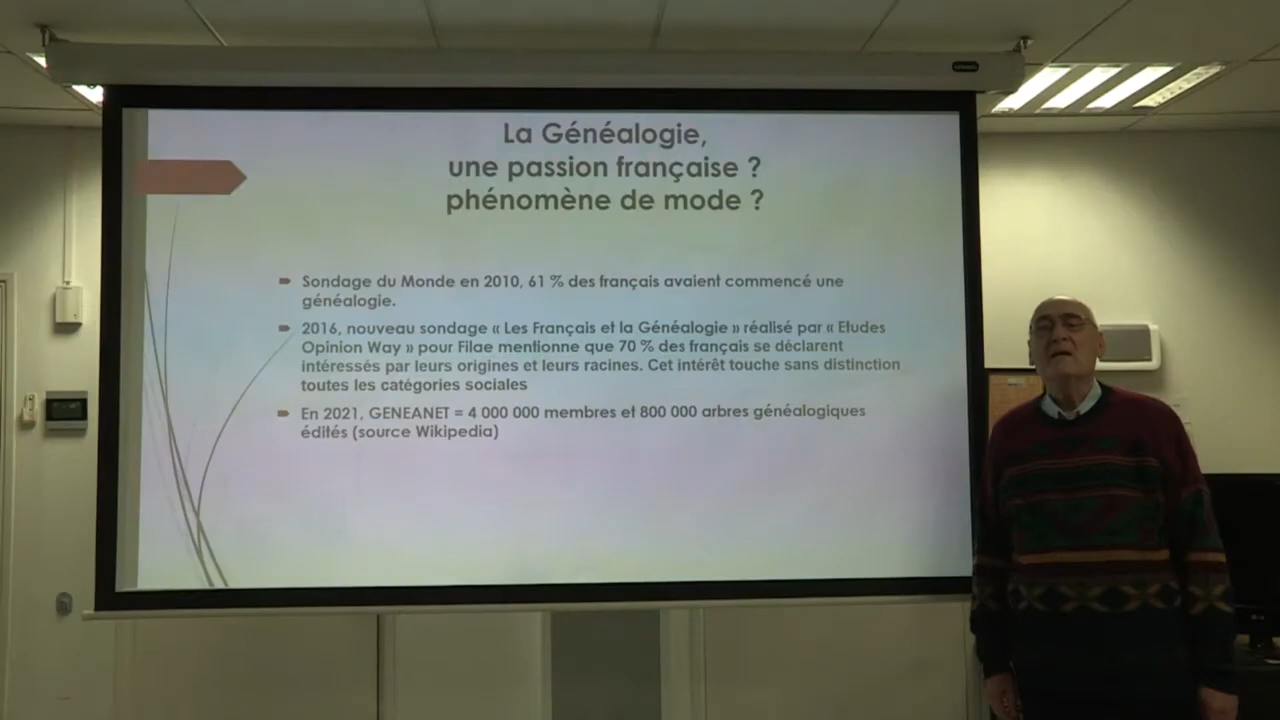 La Généalogie,
une passion française ?
phénomène de mode ?
Sondage du Monde en 2010, 61 % des français avaient commencé une
généalogie.
2016, nouveau sondage « Les Français et la Généalogie » réalisé par « Etudes
Opinion Way » pour Filae mentionne que 70 % des français se déclarent
intéressés par leurs origines et leurs racines. Cet intérêt touche sans distinction
toutes les catégories sociales
En 2021, GENEANET = 4 000 000 membres et 800 000 arbres généalogiques
édités (source Wikipedia)